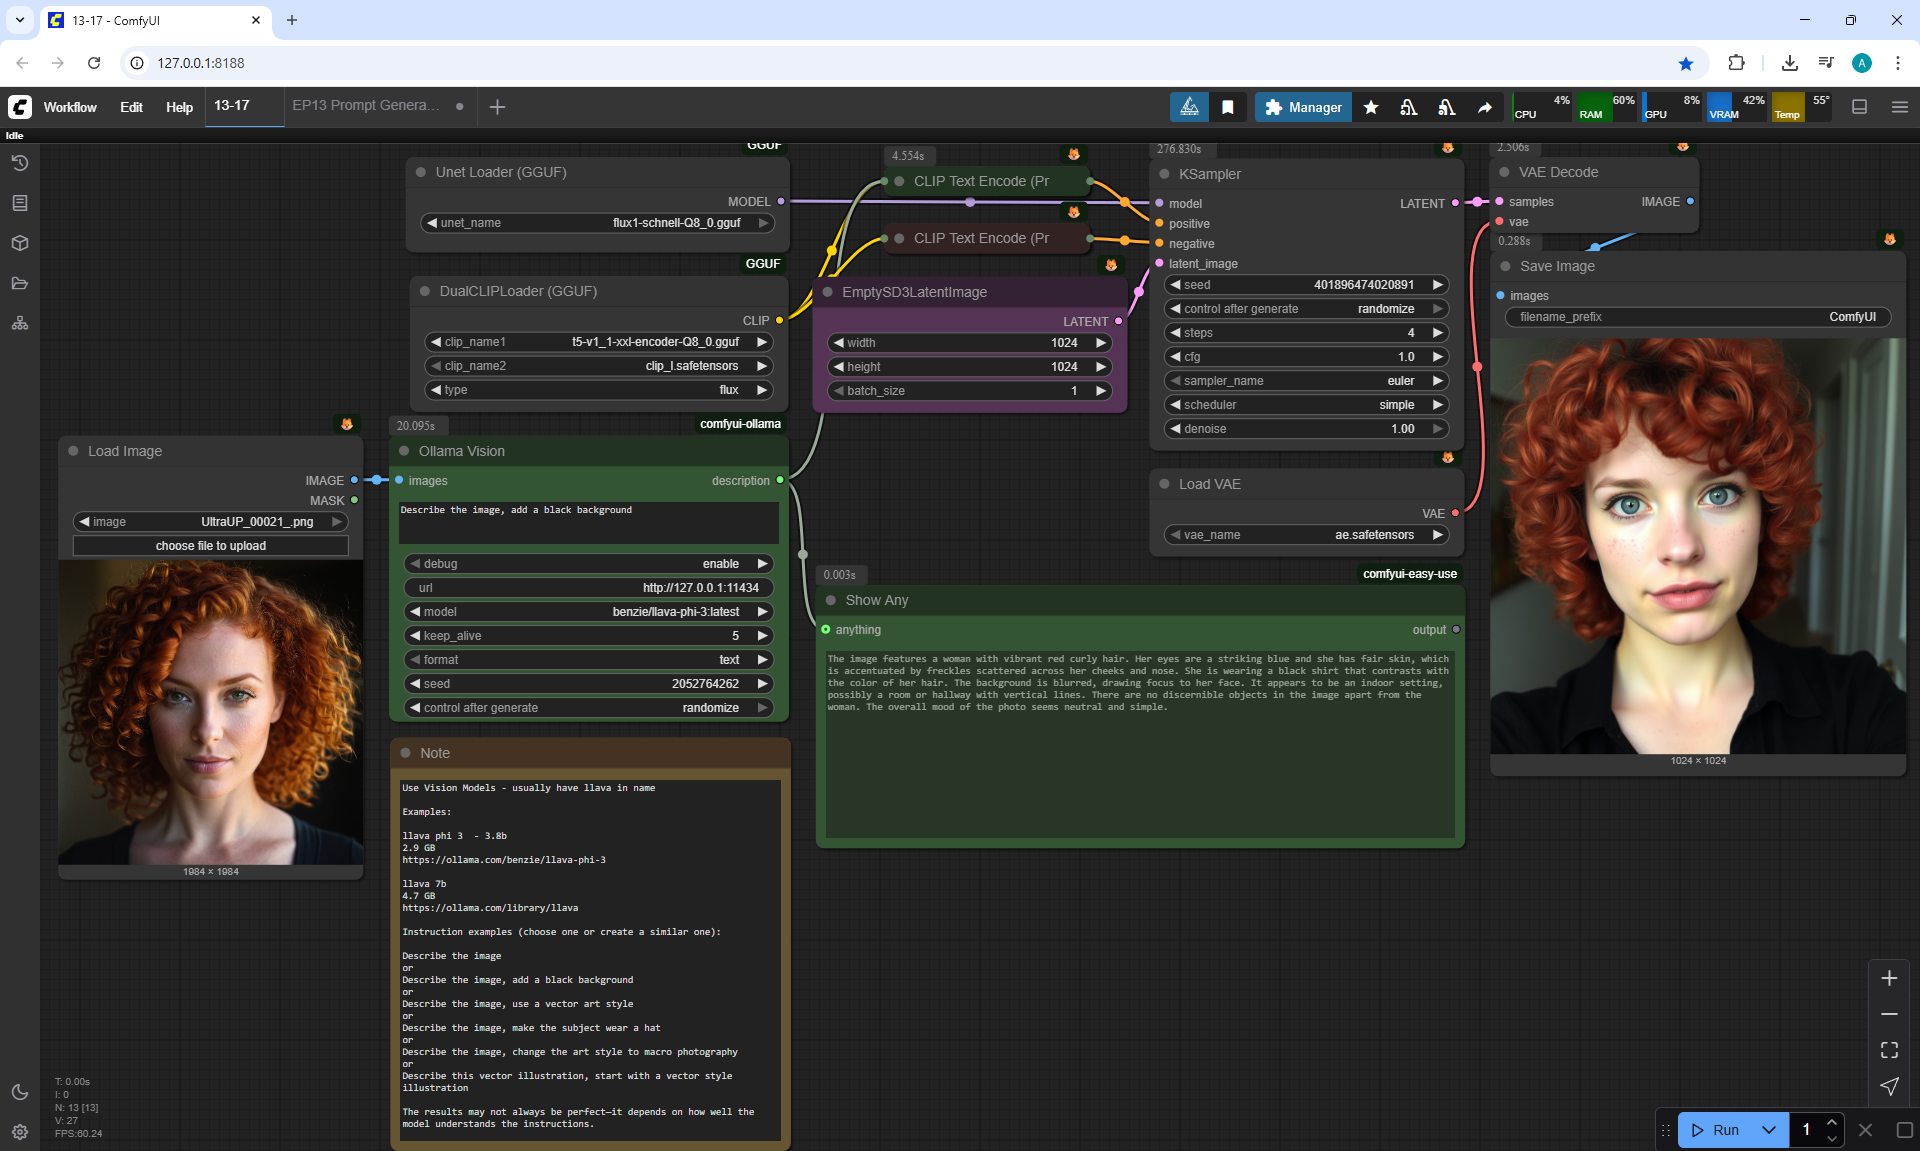 13-17 - ComfyUI
127.0.0.1:8188
Workflow Edit Help 13-17 EP13 Prompt Genera...
Manager
CPU 4% RAM 60% GPU 8% VRAM 42% Temp 55°
Idle
GGUF
Unet Loader (GGUF)
MODEL
unet_name flux1-schnell-Q8_0.gguf
GGUF
DualCLIPLoader (GGUF)
CLIP
clip_name1 t5-v1_1-xxl-encoder-Q8_0.gguf
clip_name2 clip_l.safetensors
type flux
4.554s
CLIP Text Encode (Pr
CLIP Text Encode (Pr
EmptySD3LatentImage
LATENT
width 1024
height 1024
batch_size 1
276.830s
KSampler
model LATENT
positive
negative
latent_image
seed 401896474020891
control after generate randomize
steps 4
cfg 1.0
sampler_name euler
scheduler simple
denoise 1.00
Load VAE
VAE
vae_name ae.safetensors
2.506s
VAE Decode
samples IMAGE
vae
0.288s
Save Image
images
filename_prefix ComfyUI
1024 × 1024
Load Image
IMAGE
MASK
image UltraUP_00021_.png
choose file to upload
1984 × 1984
20.095s
comfyui-ollama
Ollama Vision
images description
Describe the image, add a black background
debug enable
url http://127.0.0.1:11434
model benzie/llava-phi-3:latest
keep_alive 5
format text
seed 2052764262
control after generate randomize
0.003s
comfyui-easy-use
Show Any
anything output
The image features a woman with vibrant red curly hair. Her eyes are a striking blue and she has fair skin, which
is accentuated by freckles scattered across her cheeks and nose. She is wearing a black shirt that contrasts with
the color of her hair. The background is blurred, drawing focus to her face. It appears to be an indoor setting,
possibly a room or hallway with vertical lines. There are no discernible objects in the image apart from the
woman. The overall mood of the photo seems neutral and simple.
Note
Use Vision Models - usually have llava in name
Examples:
llava phi 3 - 3.8b
2.9 GB
https://ollama.com/benzie/llava-phi-3
llava 7b
4.7 GB
https://ollama.com/library/llava
Instruction examples (choose one or create a similar one):
Describe the image
or
Describe the image, add a black background
or
Describe the image, use a vector art style
or
Describe the image, make the subject wear a hat
or
Describe the image, change the art style to macro photography
or
Describe this vector illustration, start with a vector style
illustration
The results may not always be perfect—it depends on how well the
model understands the instructions.
T: 0.00s
I: 0
N: 13 [13]
V: 27
FPS:60.24
Run 1
A